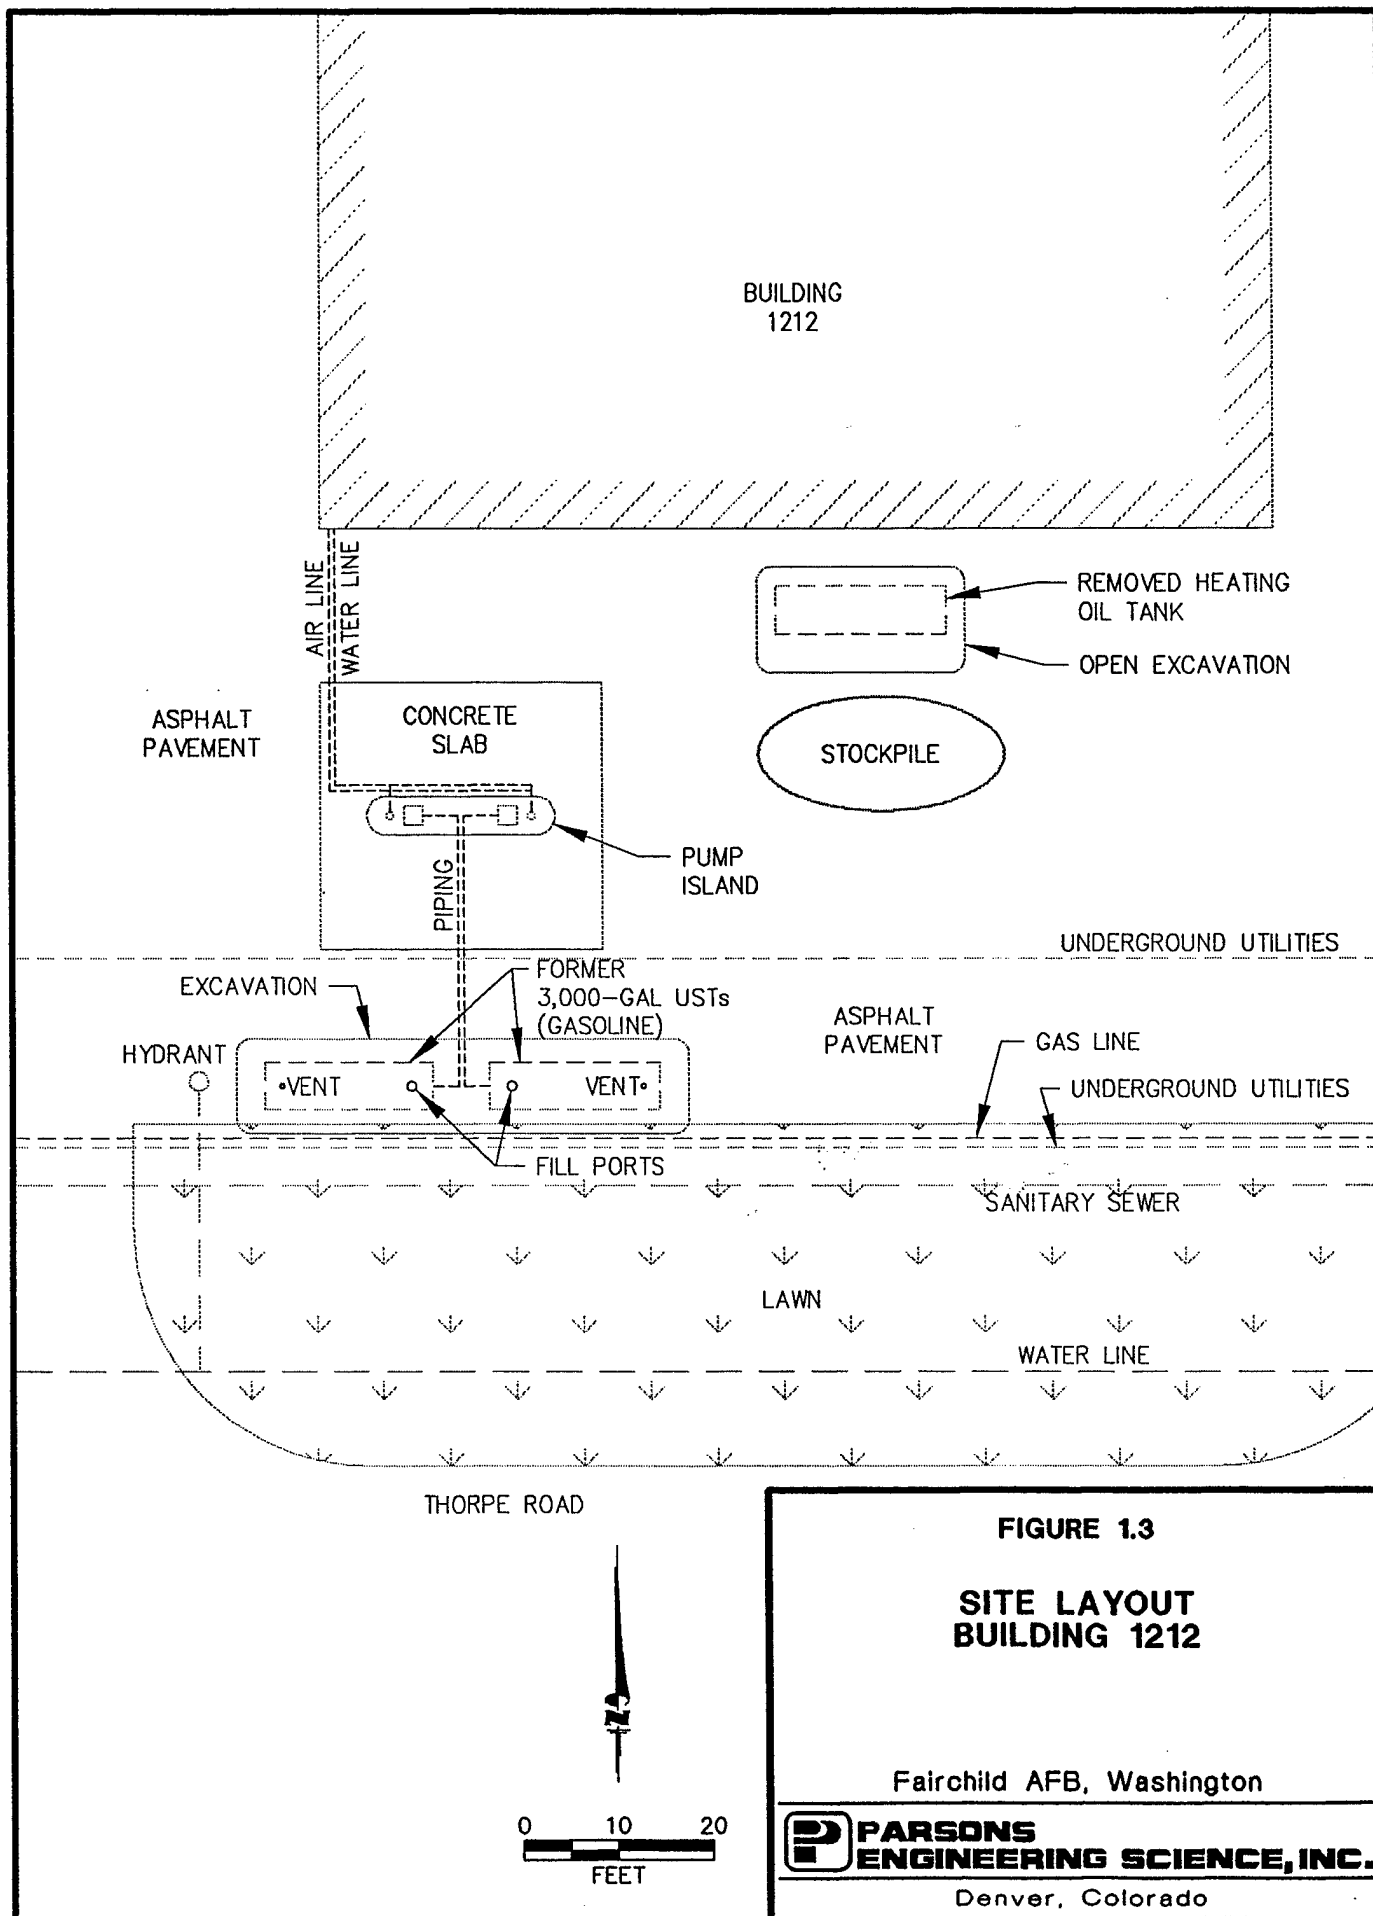 BUILDING
1212
AIR LINE
WATER LINE
REMOVED HEATING
OIL TANK
OPEN EXCAVATION
ASPHALT
PAVEMENT
CONCRETE
SLAB
STOCKPILE
PUMP
ISLAND
PIPING
UNDERGROUND UTILITIES
EXCAVATION
FORMER
3,000-GAL USTs
(GASOLINE)
ASPHALT
PAVEMENT
GAS LINE
HYDRANT
VENT
VENT
UNDERGROUND UTILITIES
FILL PORTS
SANITARY SEWER
LAWN
WATER LINE
THORPE ROAD
FIGURE 1.3
SITE LAYOUT
BUILDING 1212
N
Fairchild AFB, Washington
0 10 20
FEET
PARSONS
ENGINEERING SCIENCE, INC.
Denver, Colorado